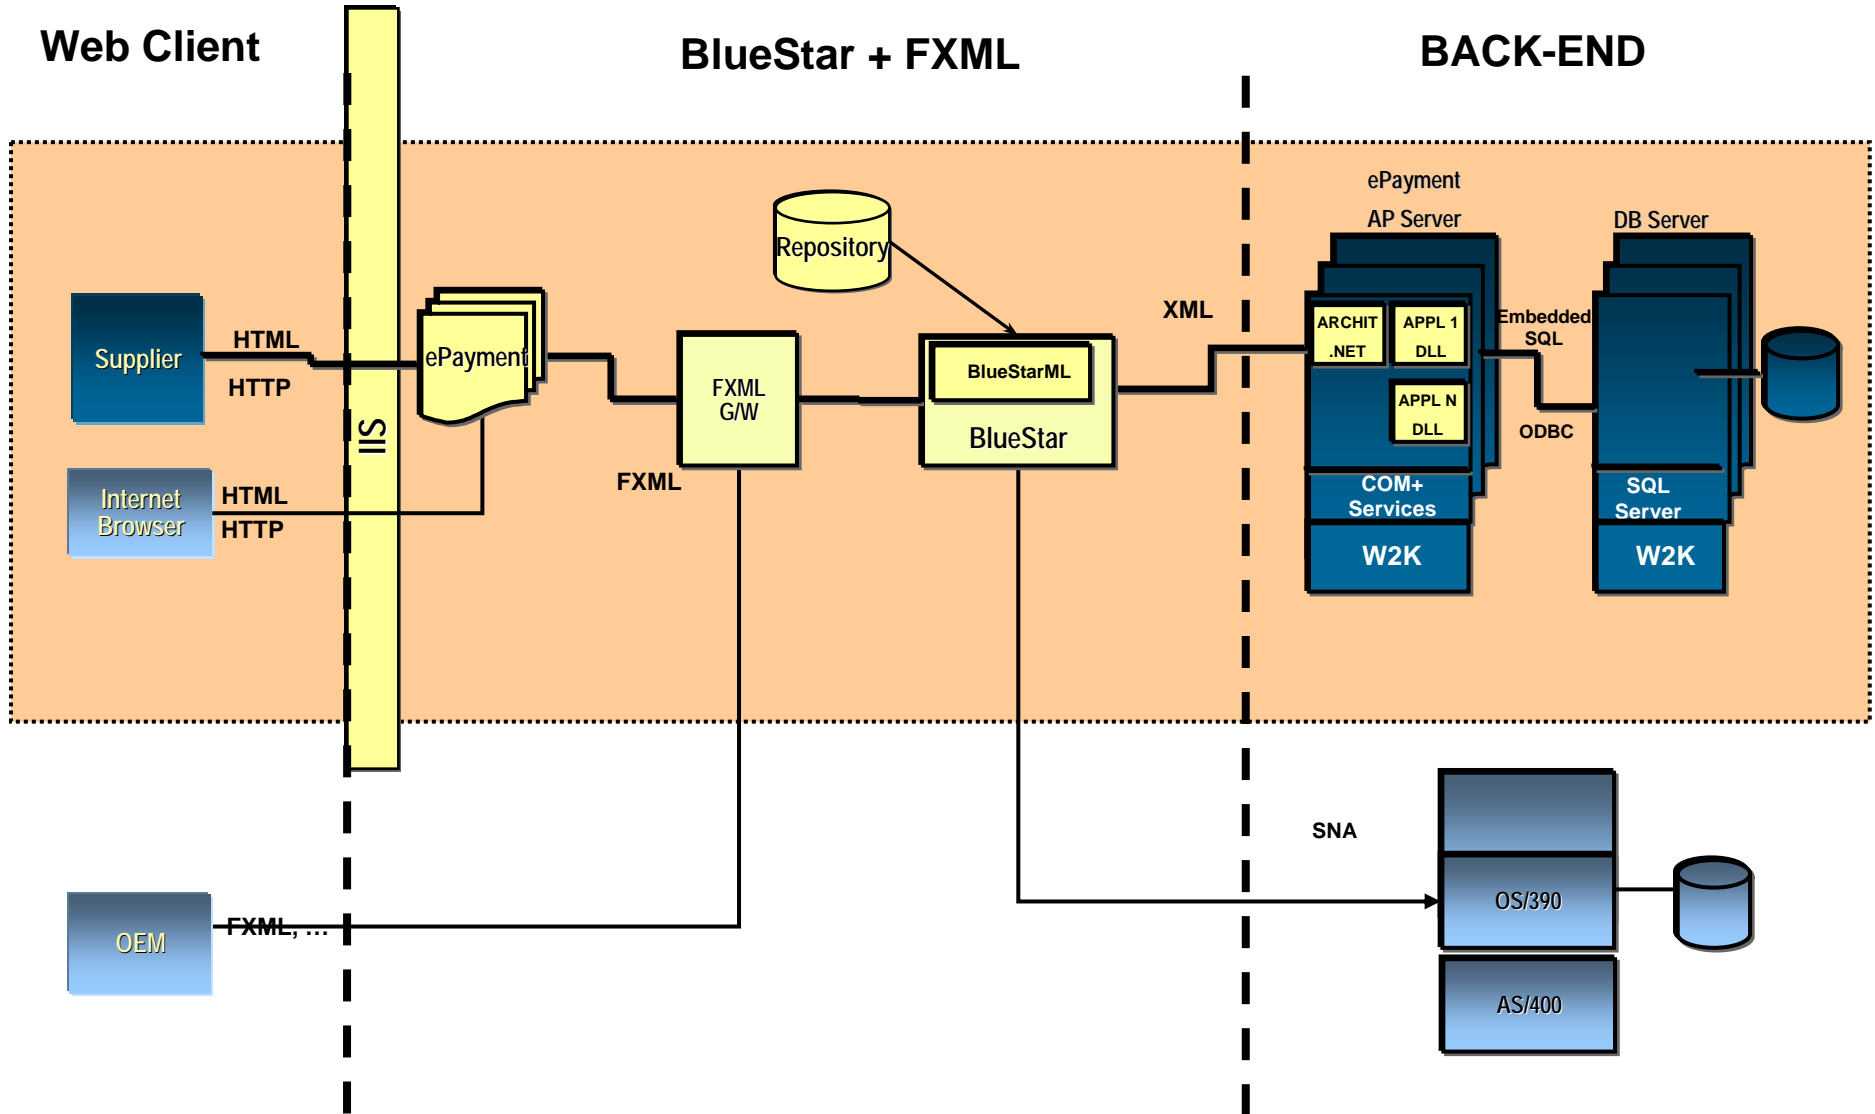 Web Client
BlueStar + FXML
BACK-END
ePayment
AP Server
DB Server
Repository
Supplier
HTML
HTTP
IIS
ePayment
FXML
G/W
FXML
BlueStarML
BlueStar
XML
ARCHIT
.NET
APPL 1
DLL
APPL N
DLL
Embedded
SQL
ODBC
COM+
Services
W2K
SQL
Server
W2K
Internet
Browser
HTML
HTTP
OEM
FXML, ...
SNA
OS/390
AS/400